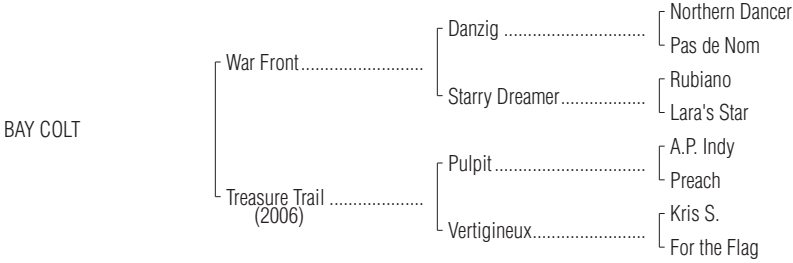 Northern Dancer
Danzig ..............................
Pas de Nom
War Front..........................
Rubiano
Starry Dreamer..................
Lara's Star
BAY COLT
A.P. Indy
Pulpit ................................
Preach
Treasure Trail ....................
(2006)
Kris S.
Vertigineux........................
For the Flag